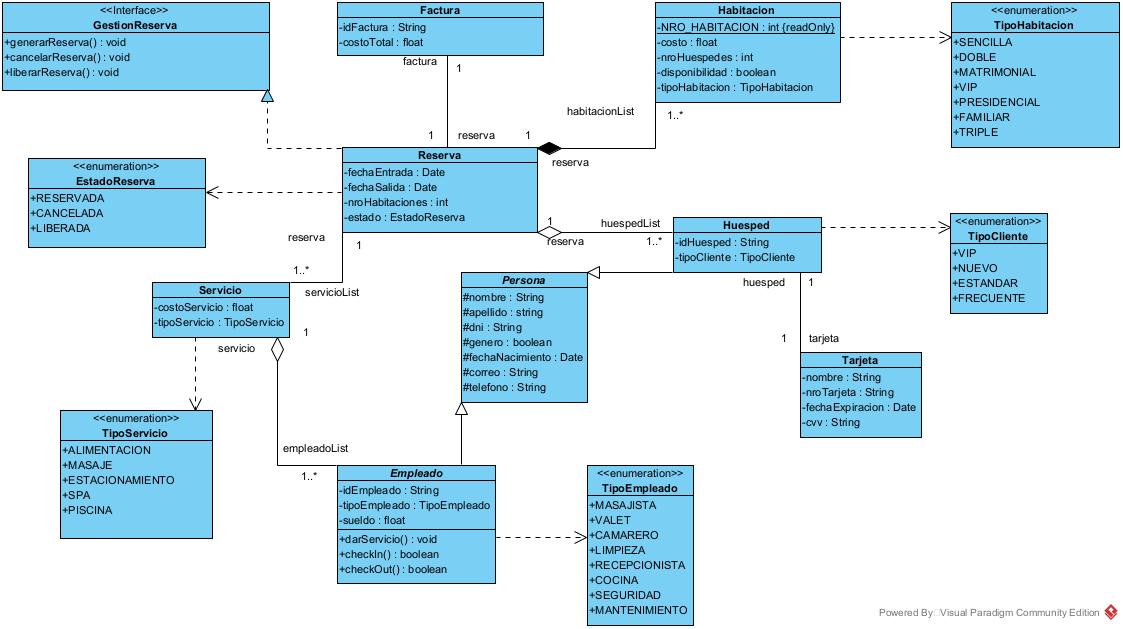 <<Interface>>
GestionReserva
+generarReserva() : void
+cancelarReserva() : void
+liberarReserva() : void
Factura
-idFactura : String
-costoTotal : float
factura
1
1
reserva
Habitacion
-NRO_HABITACION : int {readOnly}
-costo : float
-nroHuespedes : int
-disponibilidad : boolean
-tipoHabitacion : TipoHabitacion
habitacionList
1..*
1
reserva
<<enumeration>>
TipoHabitacion
+SENCILLA
+DOBLE
+MATRIMONIAL
+VIP
+PRESIDENCIAL
+FAMILIAR
+TRIPLE
<<enumeration>>
EstadoReserva
+RESERVADA
+CANCELADA
+LIBERADA
Reserva
-fechaEntrada : Date
-fechaSalida : Date
-nroHabitaciones : int
-estado : EstadoReserva
1
reserva
huespedList
1..*
Huesped
-idHuesped : String
-tipoCliente : TipoCliente
<<enumeration>>
TipoCliente
+VIP
+NUEVO
+ESTANDAR
+FRECUENTE
reserva
1
1..*
servicioList
Servicio
-costoServicio : float
-tipoServicio : TipoServicio
1
servicio
Persona
#nombre : String
#apellido : string
#dni : String
#genero : boolean
#fechaNacimiento : Date
#correo : String
#telefono : String
huesped
1
1
tarjeta
Tarjeta
-nombre : String
-nroTarjeta : String
-fechaExpiracion : Date
-cvv : String
<<enumeration>>
TipoServicio
+ALIMENTACION
+MASAJE
+ESTACIONAMIENTO
+SPA
+PISCINA
empleadoList
1..*
Empleado
-idEmpleado : String
-tipoEmpleado : TipoEmpleado
-sueldo : float
+darServicio() : void
+checkIn() : boolean
+checkOut() : boolean
<<enumeration>>
TipoEmpleado
+MASAJISTA
+VALET
+CAMARERO
+LIMPIEZA
+RECEPCIONISTA
+COCINA
+SEGURIDAD
+MANTENIMIENTO
Powered By Visual Paradigm Community Edition